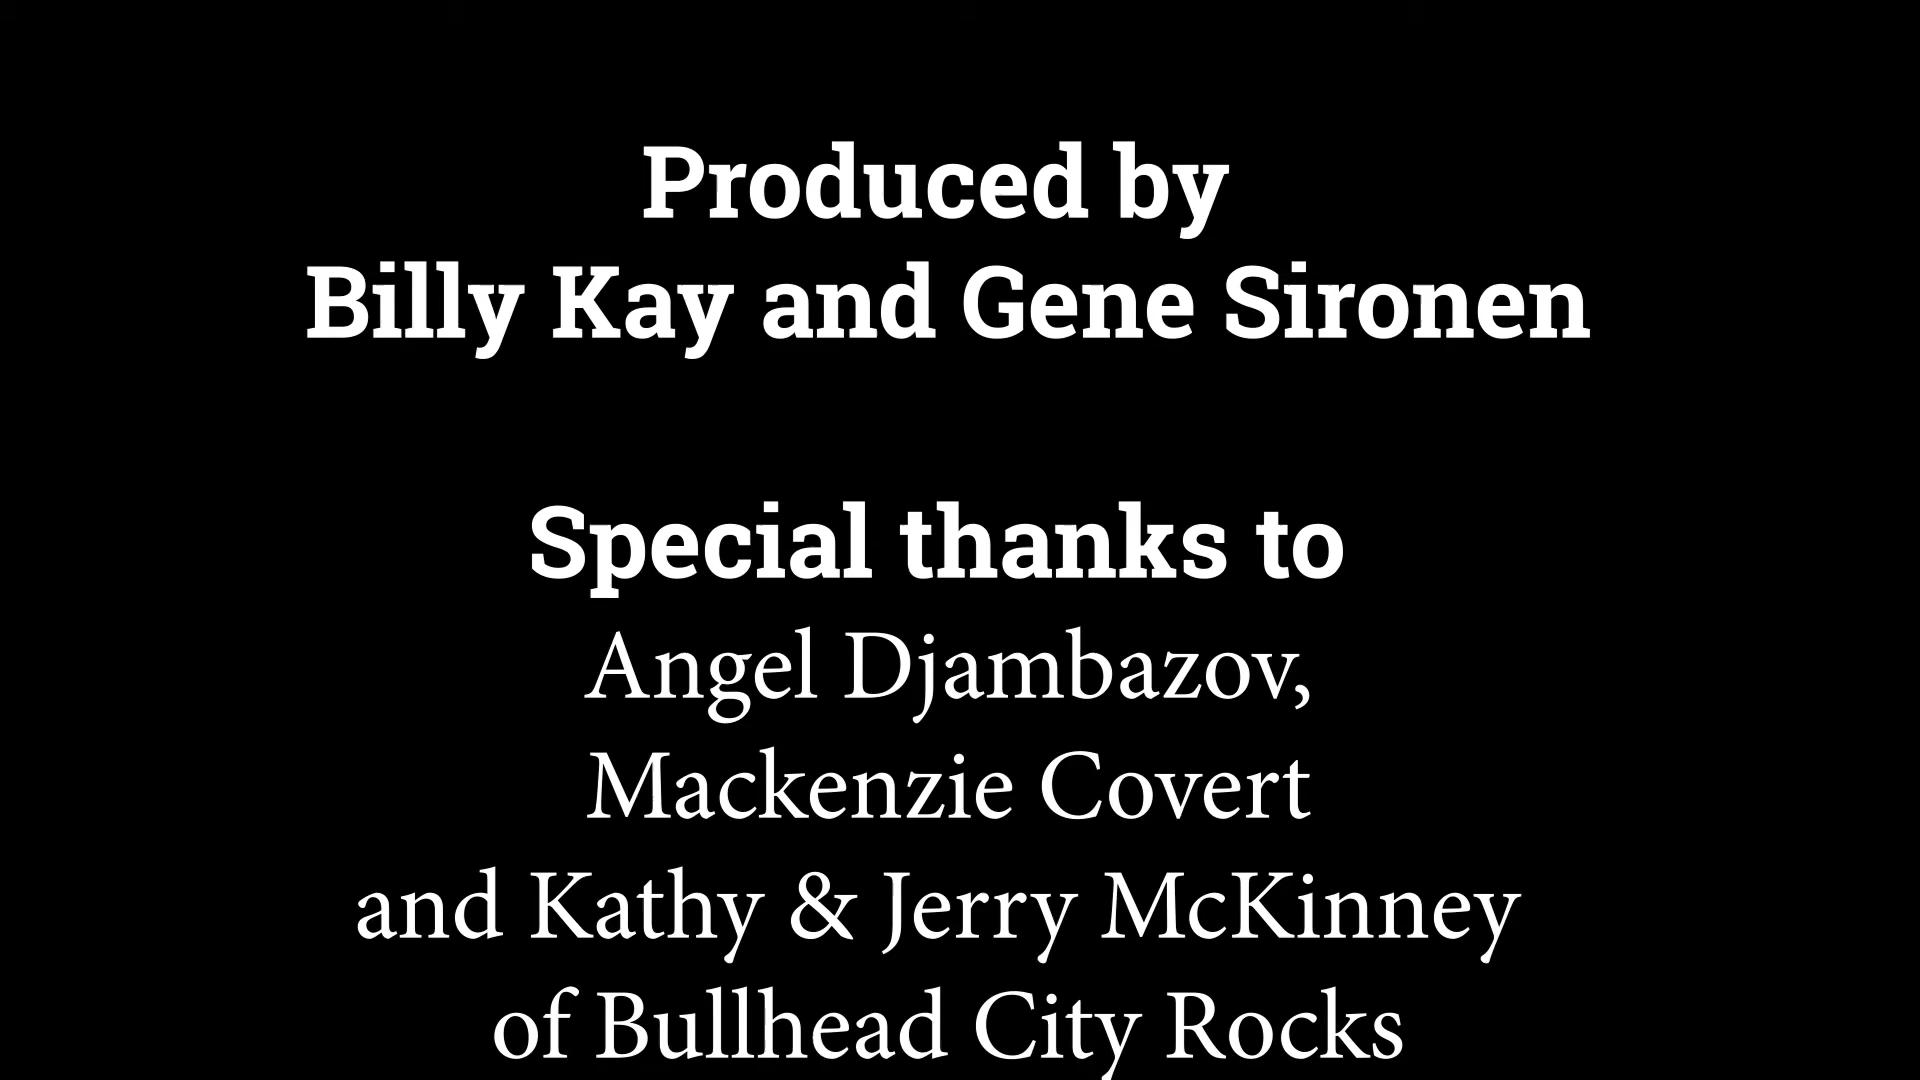 Produced by
Billy Kay and Gene Sironen
Special thanks to
Angel Djambazov,
Mackenzie Covert
and Kathy & Jerry McKinney
of Bullhead City Rocks